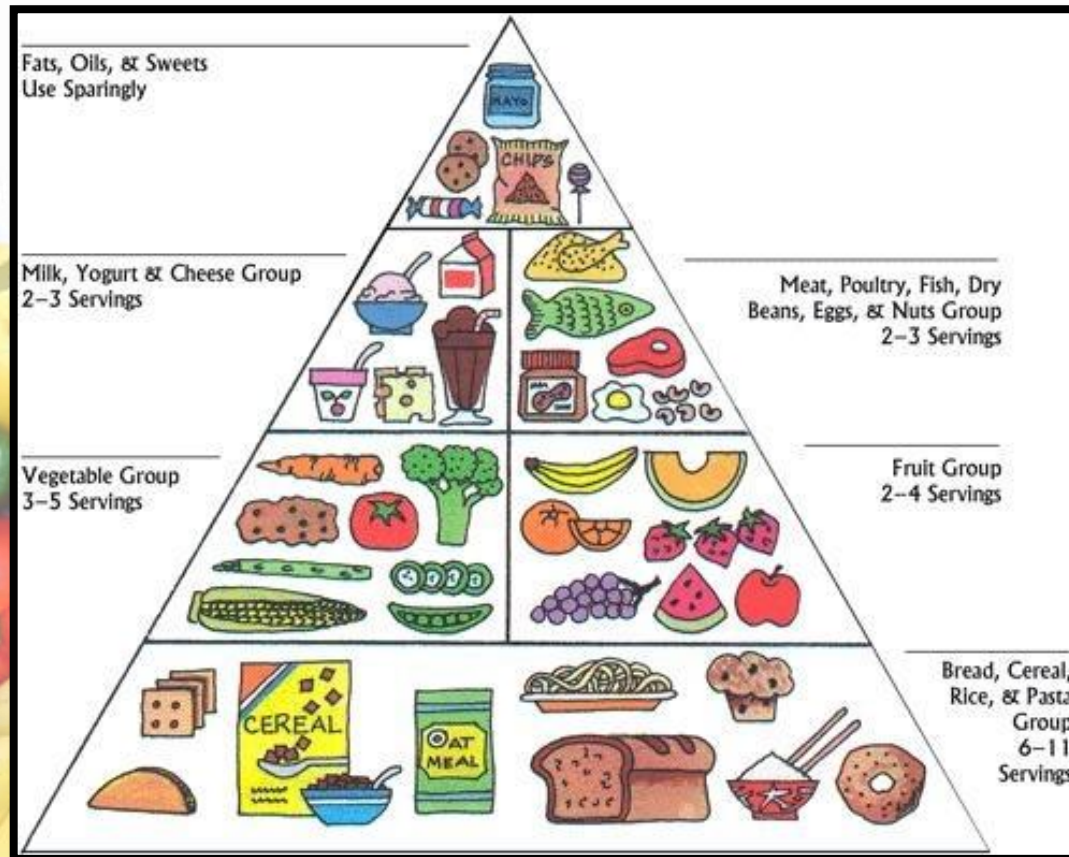 Fats, Oils, & Sweets
Use Sparingly
MAYO
CHIPS
Milk, Yogurt & Cheese Group
2–3 Servings
Meat, Poultry, Fish, Dry
Beans, Eggs, & Nuts Group
2–3 Servings
Vegetable Group
3–5 Servings
Fruit Group
2–4 Servings
Bread, Cereal,
Rice, & Pasta
Group
6–11
Servings
CEREAL
OAT
MEAL